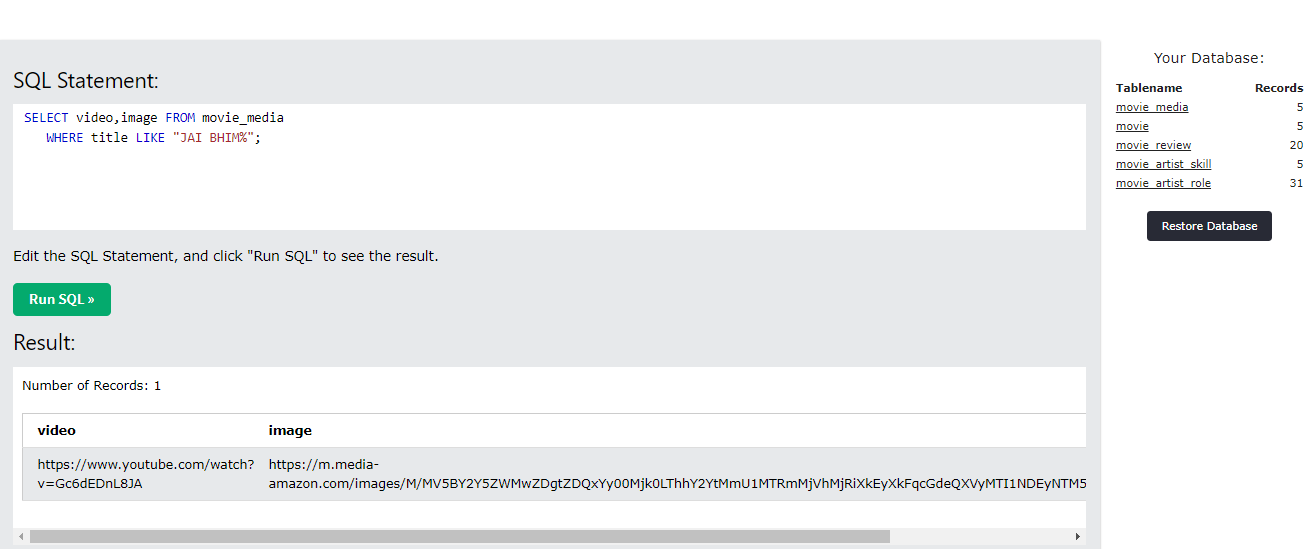 SQL Statement:
SELECT video,image FROM movie_media
WHERE title LIKE "JAI BHIM%";
Edit the SQL Statement, and click "Run SQL" to see the result.
Run SQL »
Result:
Number of Records: 1
video image
https://www.youtube.com/watch? https://m.media-
v=Gc6dEDnL8JA amazon.com/images/M/MV5BY2Y5ZWMwZDgtZDQxYy00Mjk0LThhY2YtMmU1MTRmMjVhMjRiXkEyXkFqcGdeQXVyMTI1NDEyNTM5
Your Database:
Tablename Records
movie_media 5
movie 5
movie_review 20
movie_artist_skill 5
movie_artist_role 31
Restore Database